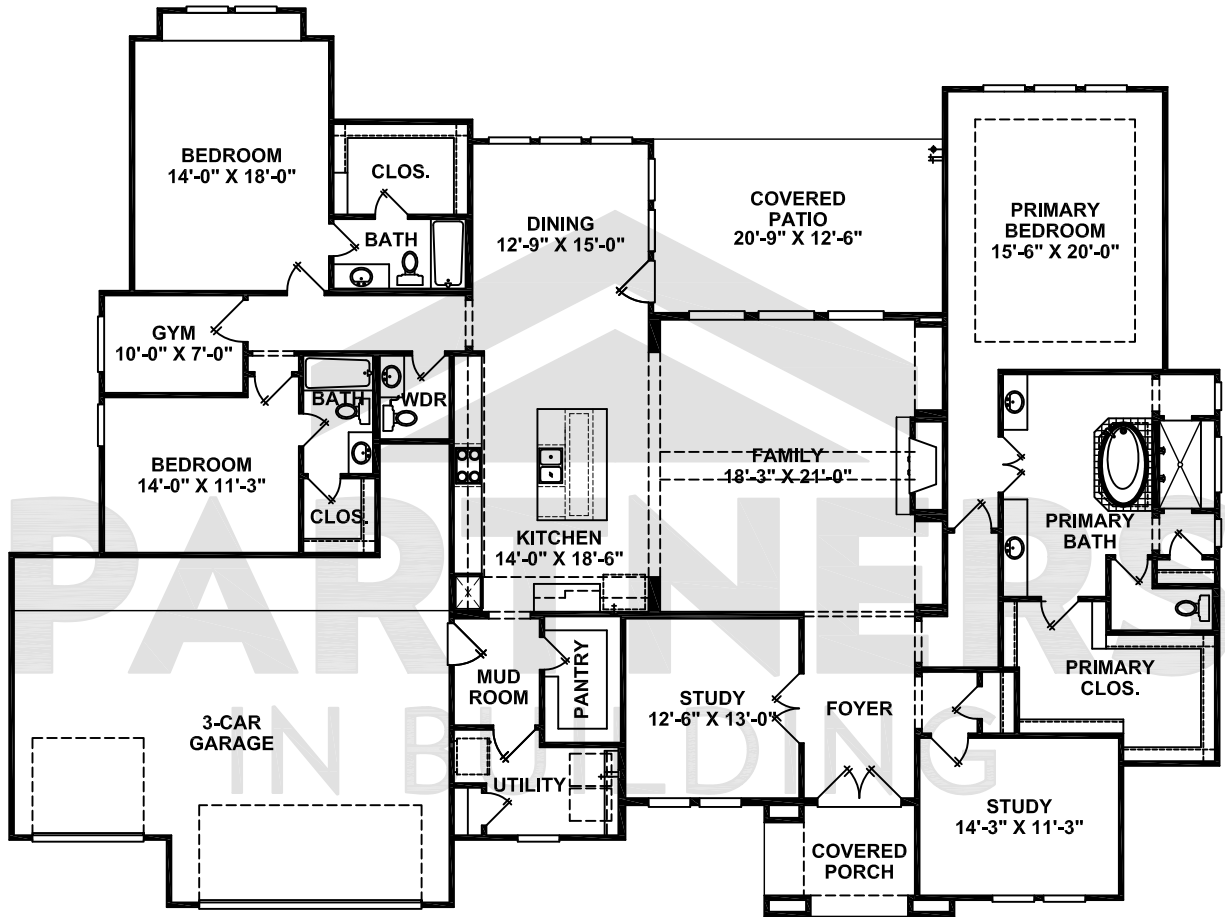 BEDROOM
14'-0" X 18'-0"
CLOS.
BATH
DINING
12'-9" X 15'-0"
COVERED
PATIO
20'-9" X 12'-6"
PRIMARY
BEDROOM
15'-6" X 20'-0"
GYM
10'-0" X 7'-0"
BATH
WDR
BEDROOM
14'-0" X 11'-3"
CLOS.
FAMILY
18'-3" X 21'-0"
KITCHEN
14'-0" X 18'-6"
PRIMARY
BATH
PRIMARY
CLOS.
MUD
ROOM
PANTRY
STUDY
12'-6" X 13'-0"
FOYER
3-CAR
GARAGE
UTILITY
STUDY
14'-3" X 11'-3"
COVERED
PORCH
PARTNERS
IN BUILDING